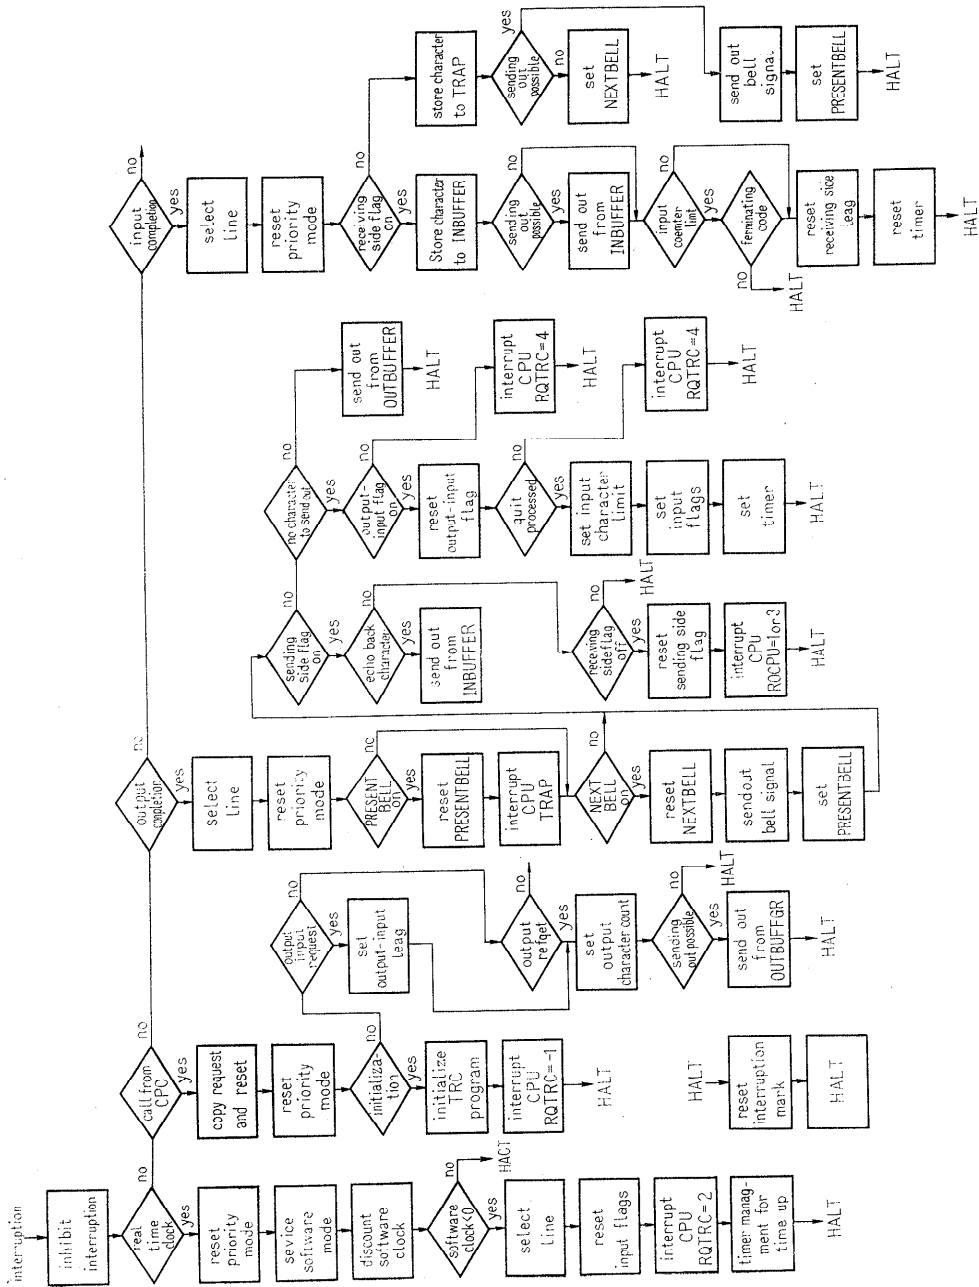 interruption
inhibit
interruption
real
time
clock
no
yes
reset
priority
mode
sevice
software
mode
discount
software
clock
software
clock<0
no
HACT
yes
select
line
reset
input flags
interrupt
CPU
RQTRC=2
timer manag-
ment for
time up
HALT
call from
CPC
no
yes
copy request
and reset
reset
priority
mode
initializa-
tion
no
yes
initialize
TRC
program
interrupt
CPU
RQTRC=-1
HALT
HALT
reset
interruption
mark
HALT
output
input
request
no
yes
set
output-input
leag
output
refqet
no
yes
set
output
character count
sending
out possible
no
HALT
yes
send out
from
OUTBUFFGR
HALT
output
completion
no
yes
select
line
reset
priority
mode
PRESENT
BELL
on
no
yes
reset
PRESENTBELL
interrupt
CPU
TRAP
NEXT
BELL
on
no
yes
reset
NEXTBELL
sendout
bell signal
set
PRESENTBELL
sending
side flag
on
no
yes
echo back
character
no
yes
send out
from
INBUFFER
receiving
sideflag
off
no
HALT
yes
reset
sending side
flag
interrupt
CPU
ROCPU=1or3
HALT
no character
to send out
no
yes
send out
from
OUTBUFFER
HALT
output-
input flag
on
no
yes
interrupt
CPU
RQTRC=4
HALT
reset
output-input
flag
quit
processed
no
yes
interrupt
CPU
RQTRC=4
HALT
set input
character
limit
set
input
flags
set
timer
HALT
input
completion
no
yes
select
line
reset
priority
mode
receiving
side flag
on
no
yes
Store character
to INBUFFER
sending
out
possible
no
yes
send out
from
INBUFFER
input
coemter
limt
no
yes
ferminating
code
no
HALT
reset
receiving sice
leag
reset
timer
HALT
store character
to TRAP
sending
out
possible
yes
no
set
NEXTBELL
HALT
send out
bell
signal
set
PRESENTBELL
HALT